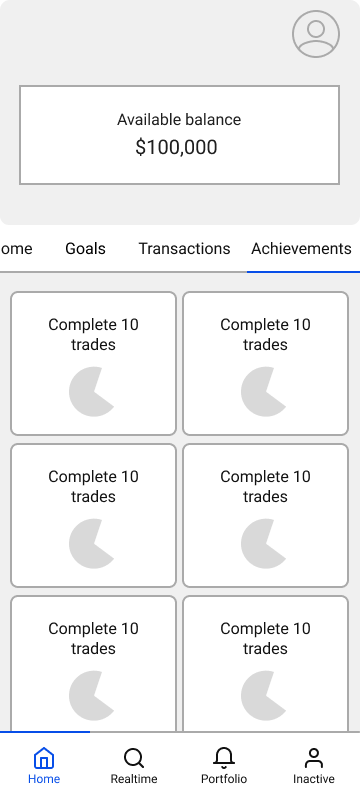 Available balance
$100,000
ome Goals Transactions Achievements
Complete 10 Complete 10
trades trades
Complete 10 Complete 10
trades trades
Complete 10 Complete 10
trades trades
Home Realtime Portfolio Inactive